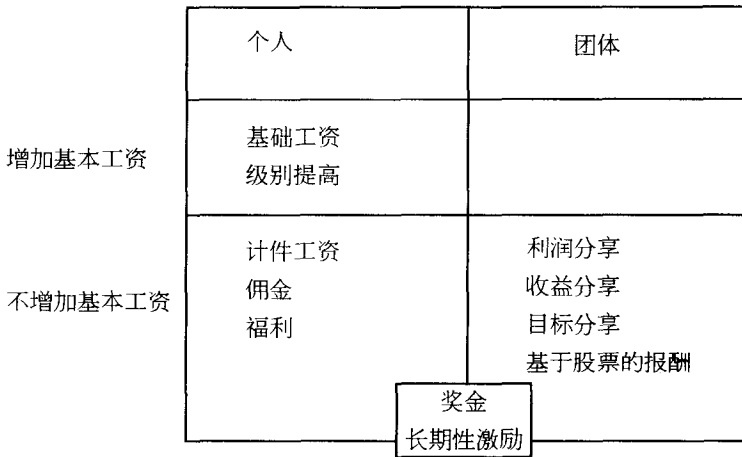 个人
团体
增加基本工资
基础工资
级别提高
不增加基本工资
计件工资
佣金
福利
利润分享
收益分享
目标分享
基于股票的报酬
奖金
长期性激励